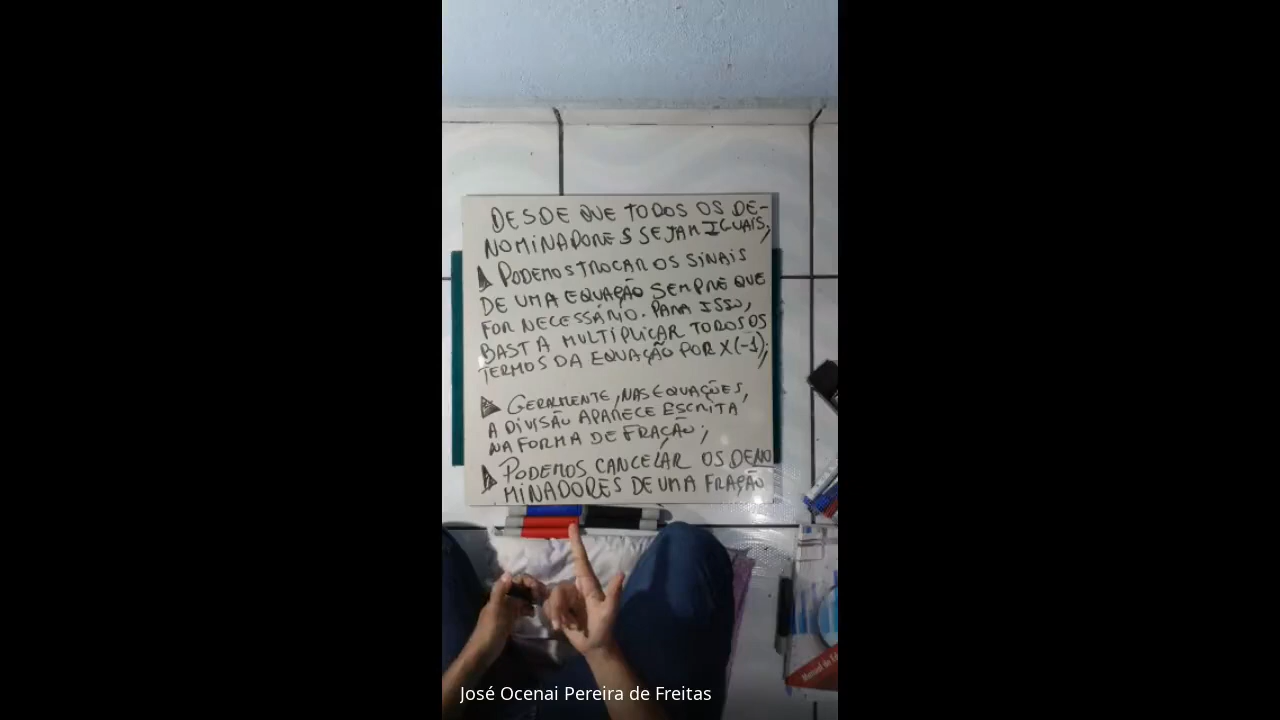 DESDE QUE TODOS OS DE-
NOMINADORES SEJAM IGUAIS;
PODEMOS TROCAR OS SINAIS
DE UMA EQUAÇÃO SEMPRE QUE
FOR NECESSÁRIO. PARA ISSO,
BASTA MULTIPLICAR TODOS OS
TERMOS DA EQUAÇÃO POR X(-1);
GERALMENTE, NAS EQUAÇÕES,
A DIVISÃO APARECE ESCRITA
NA FORMA DE FRAÇÃO;
PODEMOS CANCELAR OS DENO
MINADORES DE UMA FRAÇÃO
José Ocenai Pereira de Freitas